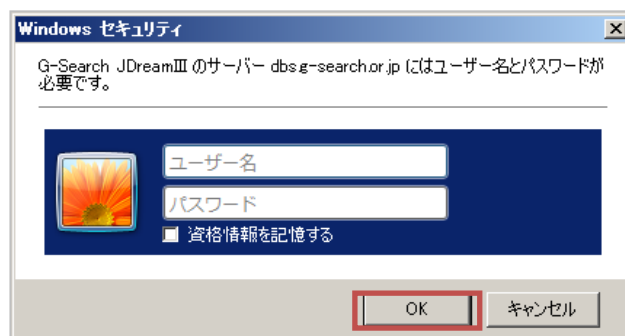 Windows セキュリティ
G-Search JDreamⅢ のサーバー dbs.g-search.or.jp にはユーザー名とパスワードが
必要です。
ユーザー名
パスワード
資格情報を記憶する
OK
キャンセル